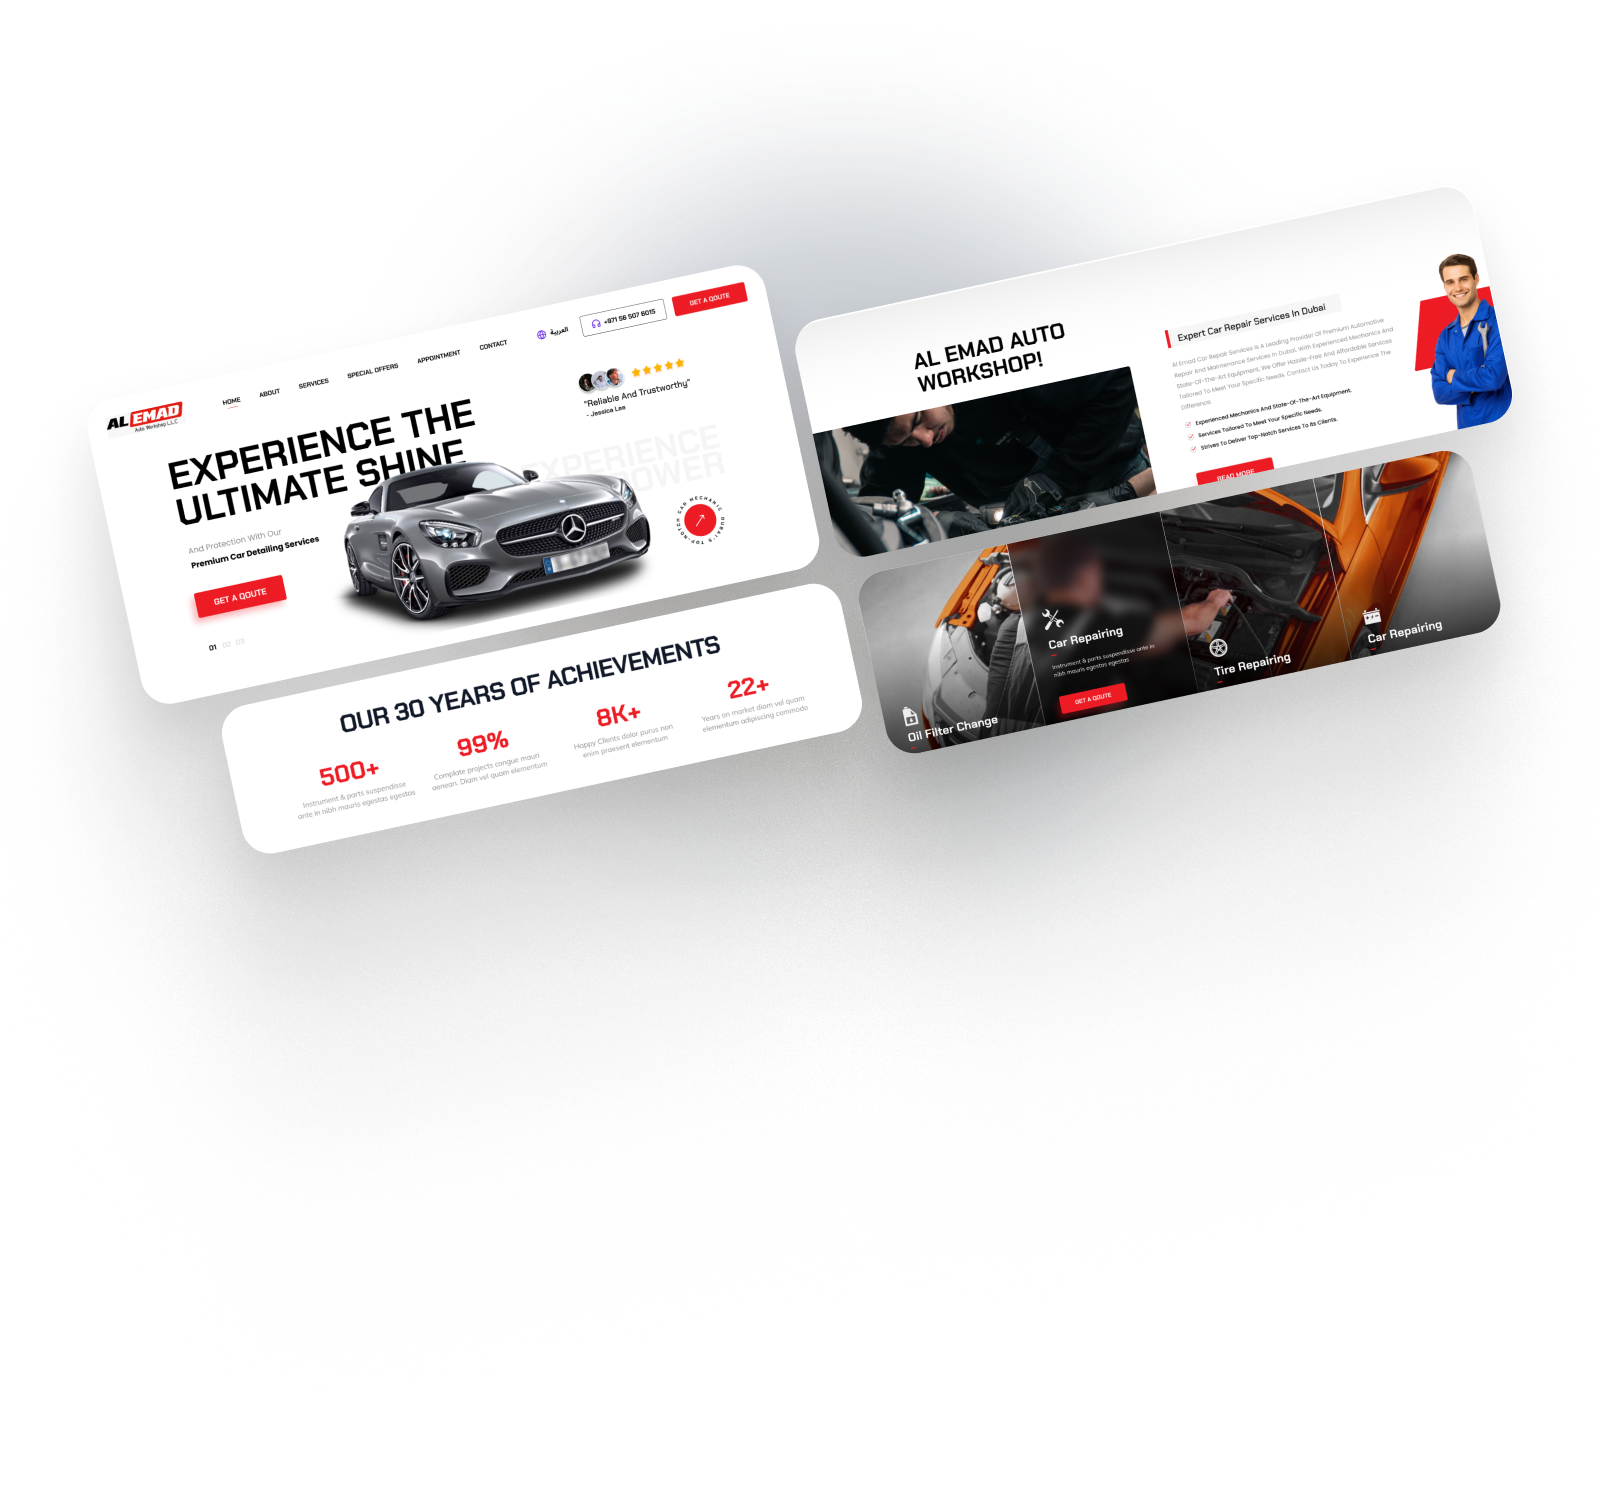 AL EMAD
Auto Workshop L.L.C
HOME
ABOUT
SERVICES
SPECIAL OFFERS
APPOINTMENT
CONTACT
العربية
+971 56 507 6015
GET A QOUTE
EXPERIENCE THE
ULTIMATE SHINE
And Protection With Our
Premium Car Detailing Services
GET A QOUTE
01 02 03
"Reliable And Trustworthy"
- Jessica Lee
EXPERIENCE
POWER
DUBAI'S TOP-NOTCH CAR MECHANIC
OUR 30 YEARS OF ACHIEVEMENTS
500+
Instrument & parts suspendisse
ante in nibh mauris egestas egestas
99%
Complate projects congue mauri
aenean. Diam vel quam elementum
8K+
Happy Clients dolor purus non
enim praesent elementum
22+
Years on market diam vel quam
elementum adipiscing commodo
AL EMAD AUTO
WORKSHOP!
Expert Car Repair Services In Dubai
Al Emad Car Repair Services Is A Leading Provider Of Premium Automotive
Repair And Maintenance Services In Dubai. With Experienced Mechanics And
State-Of-The-Art Equipment, We Offer Hassle-Free And Affordable Services
Tailored To Meet Your Specific Needs. Contact Us Today To Experience The
Difference.
Experienced Mechanics And State-Of-The-Art Equipment.
Services Tailored To Meet Your Specific Needs.
Strives To Deliver Top-Notch Services To Its Clients.
READ MORE
Oil Filter Change
Car Repairing
Instrument & parts suspendisse ante in
nibh mauris egestas egestas
GET A QOUTE
Tire Repairing
Car Repairing